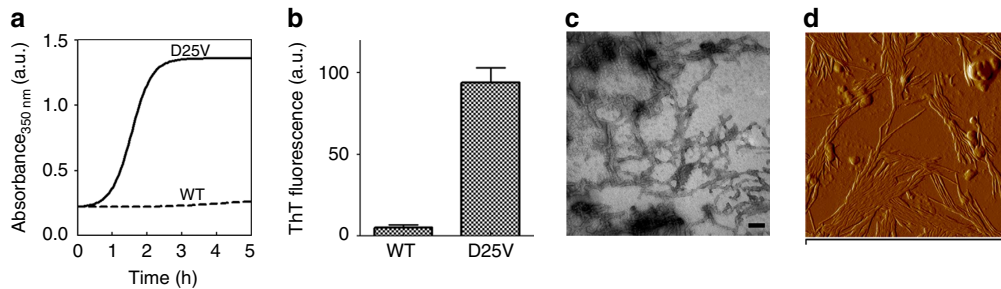 a
Absorbance350 nm (a.u.)
1.5
1.0
0.5
0.0
D25V
WT
0
1
2
3
4
5
Time (h)
b
ThT fluorescence (a.u.)
100
50
0
WT
D25V
c
d